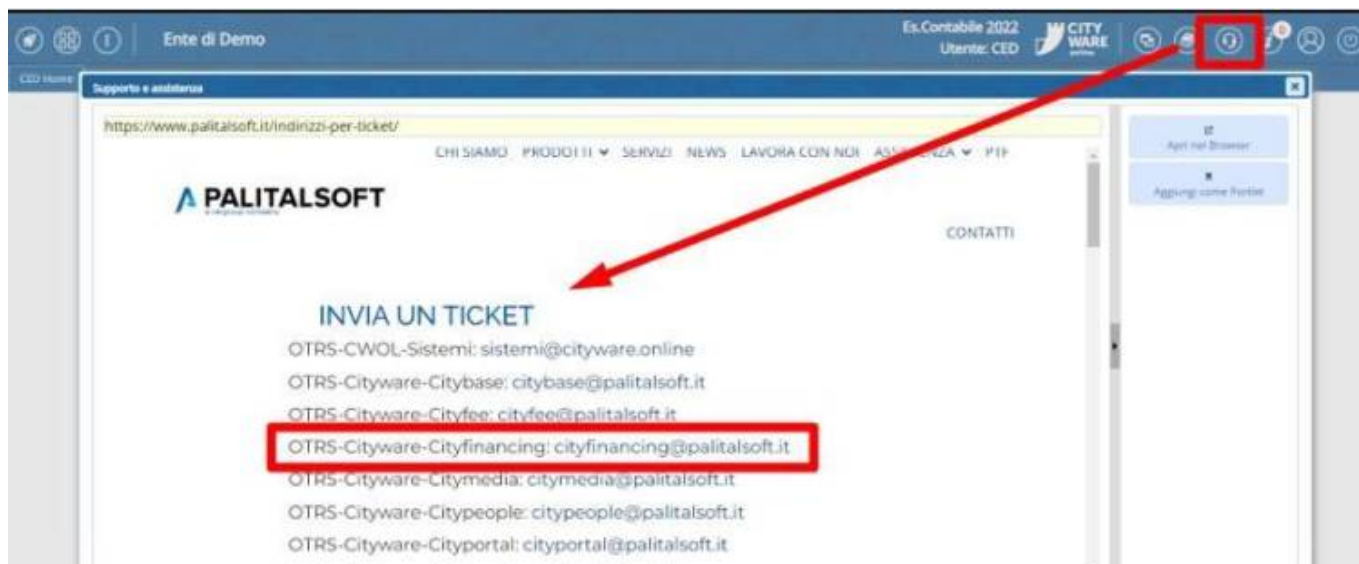 Ente di Demo
Es.Contabile 2022
Utente: CED
CITY
WARE
online
CED Home
Supporto e assistenza
https://www.palitalsoft.it/indirizzi-per-ticket/
CHI SIAMO PRODOTTI SERVIZI NEWS LAVORA CON NOI ASSISTENZA PTF
PALITALSOFT
CONTATTI
Apri nel Browser
Aggiungi come Portlet
INVIA UN TICKET
OTRS-CWOL-Sistemi: sistemi@cityware.online
OTRS-Cityware-Citybase: citybase@palitalsoft.it
OTRS-Cityware-Cityfee: cityfee@palitalsoft.it
OTRS-Cityware-Cityfinancing: cityfinancing@palitalsoft.it
OTRS-Cityware-Citymedia: citymedia@palitalsoft.it
OTRS-Cityware-Citypeople: citypeople@palitalsoft.it
OTRS-Cityware-Cityportal: cityportal@palitalsoft.it